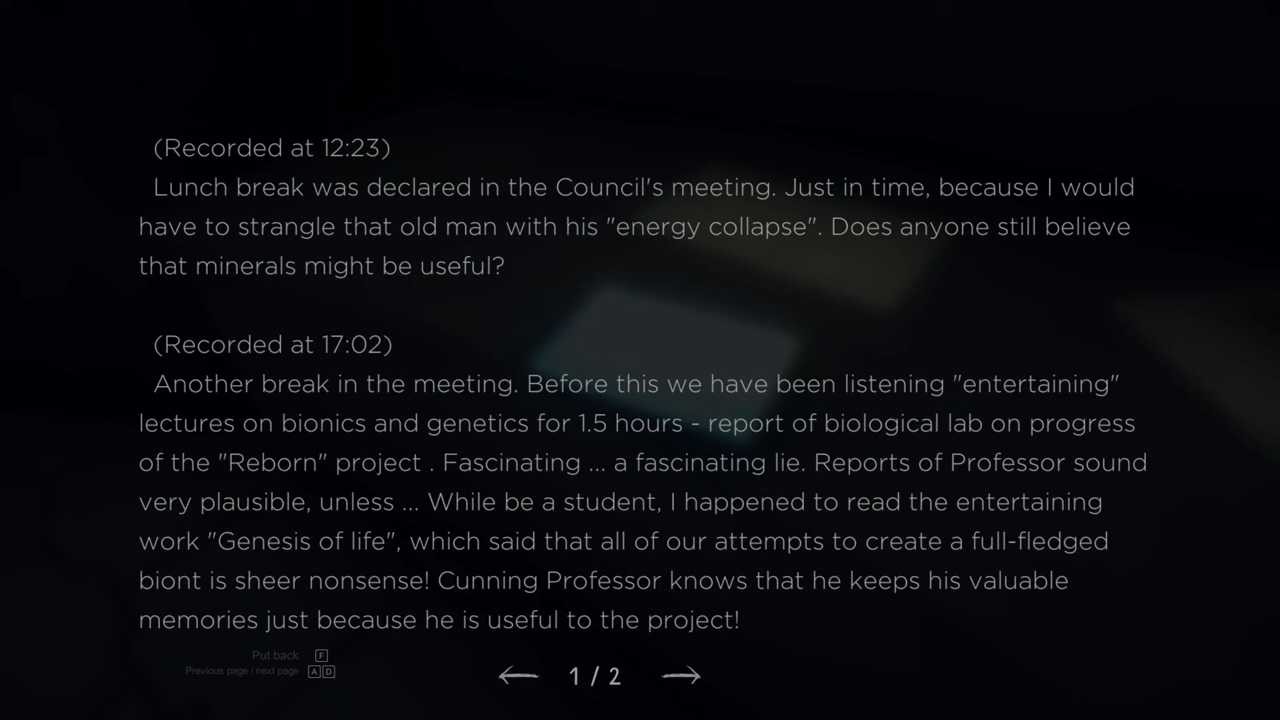 (Recorded at 12:23)
Lunch break was declared in the Council's meeting. Just in time, because I would
have to strangle that old man with his "energy collapse". Does anyone still believe
that minerals might be useful?
(Recorded at 17:02)
Another break in the meeting. Before this we have been listening "entertaining"
lectures on bionics and genetics for 1.5 hours - report of biological lab on progress
of the "Reborn" project . Fascinating ... a fascinating lie. Reports of Professor sound
very plausible, unless ... While be a student, I happened to read the entertaining
work "Genesis of life", which said that all of our attempts to create a full-fledged
biont is sheer nonsense! Cunning Professor knows that he keeps his valuable
memories just because he is useful to the project!
Put back F
Previous page / next page A D
← 1 / 2 →